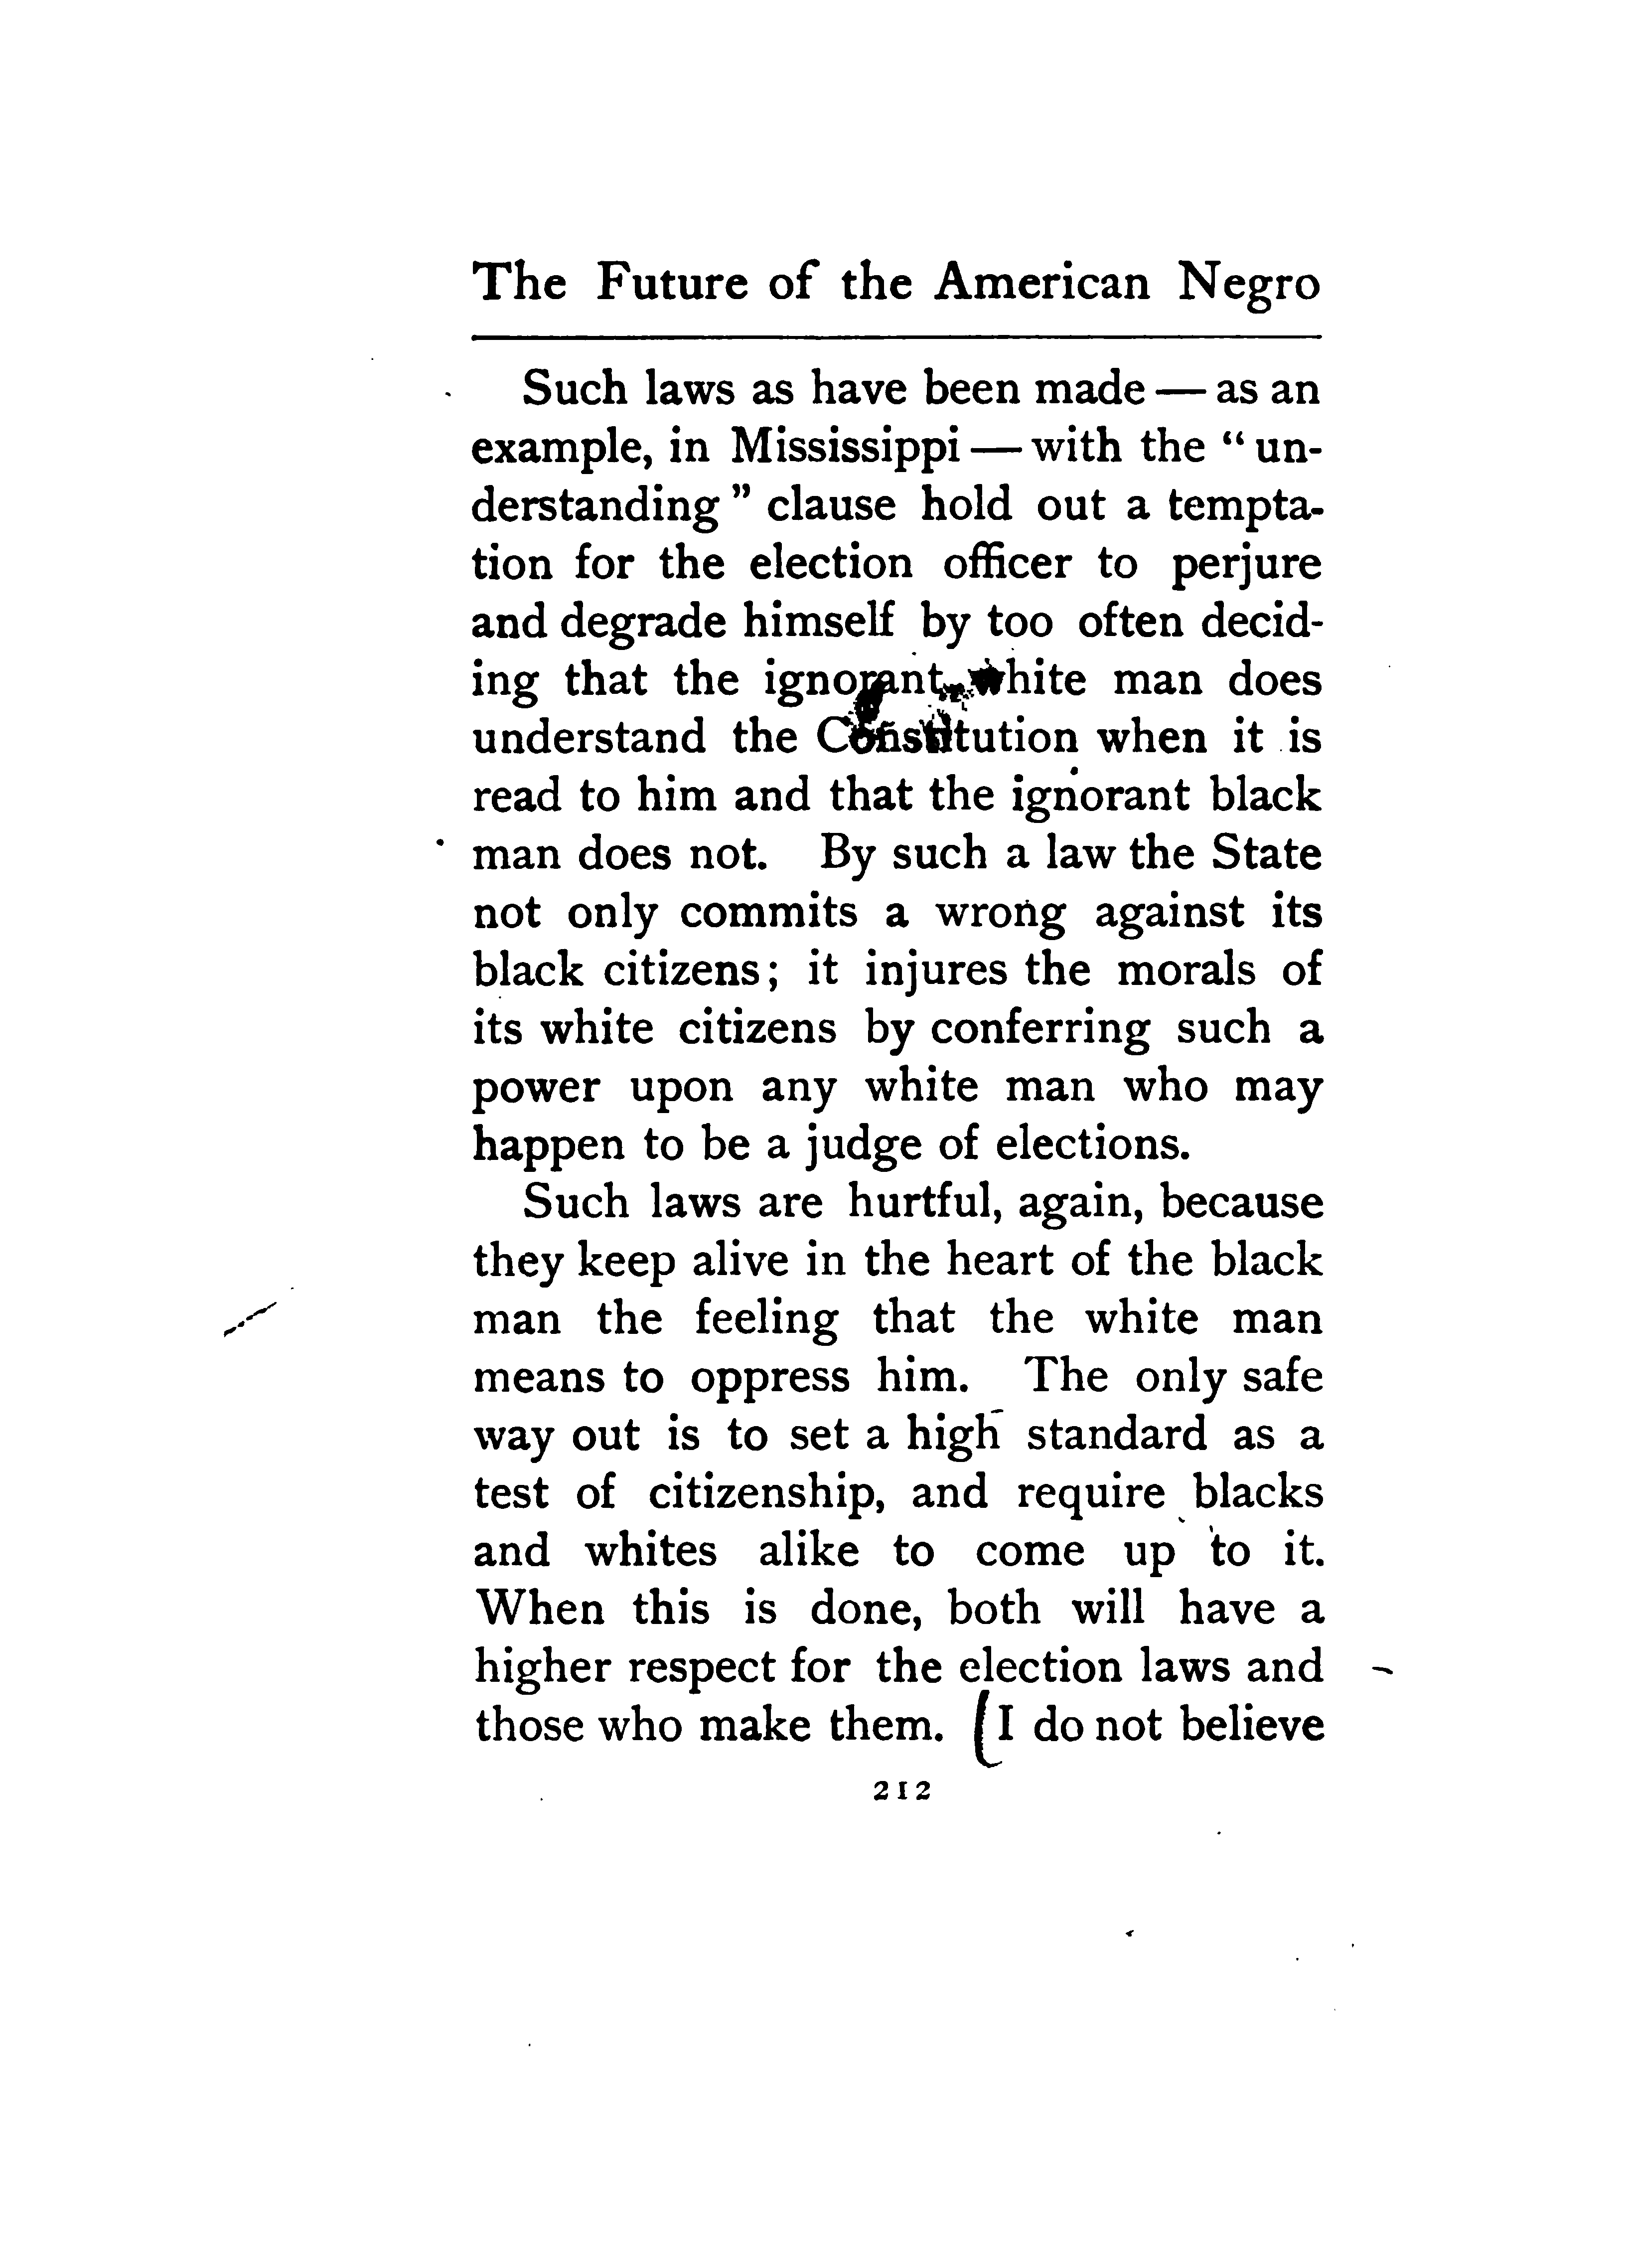 The Future of the American Negro
Such laws as have been made — as an
example, in Mississippi — with the “un-
derstanding” clause hold out a tempta-
tion for the election officer to perjure
and degrade himself by too often decid-
ing that the ignorant white man does
understand the Constitution when it is
read to him and that the ignorant black
man does not. By such a law the State
not only commits a wrong against its
black citizens; it injures the morals of
its white citizens by conferring such a
power upon any white man who may
happen to be a judge of elections.
Such laws are hurtful, again, because
they keep alive in the heart of the black
man the feeling that the white man
means to oppress him. The only safe
way out is to set a high standard as a
test of citizenship, and require blacks
and whites alike to come up to it.
When this is done, both will have a
higher respect for the election laws and
those who make them. (I do not believe
212